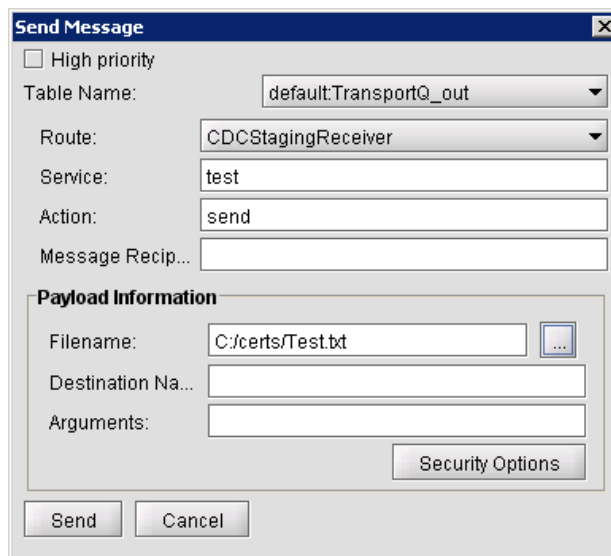 Send Message
High priority
Table Name: default:TransportQ_out
Route: CDCStagingReceiver
Service: test
Action: send
Message Recip...
Payload Information
Filename: C:/certs/Test.txt ...
Destination Na...
Arguments:
Security Options
Send Cancel